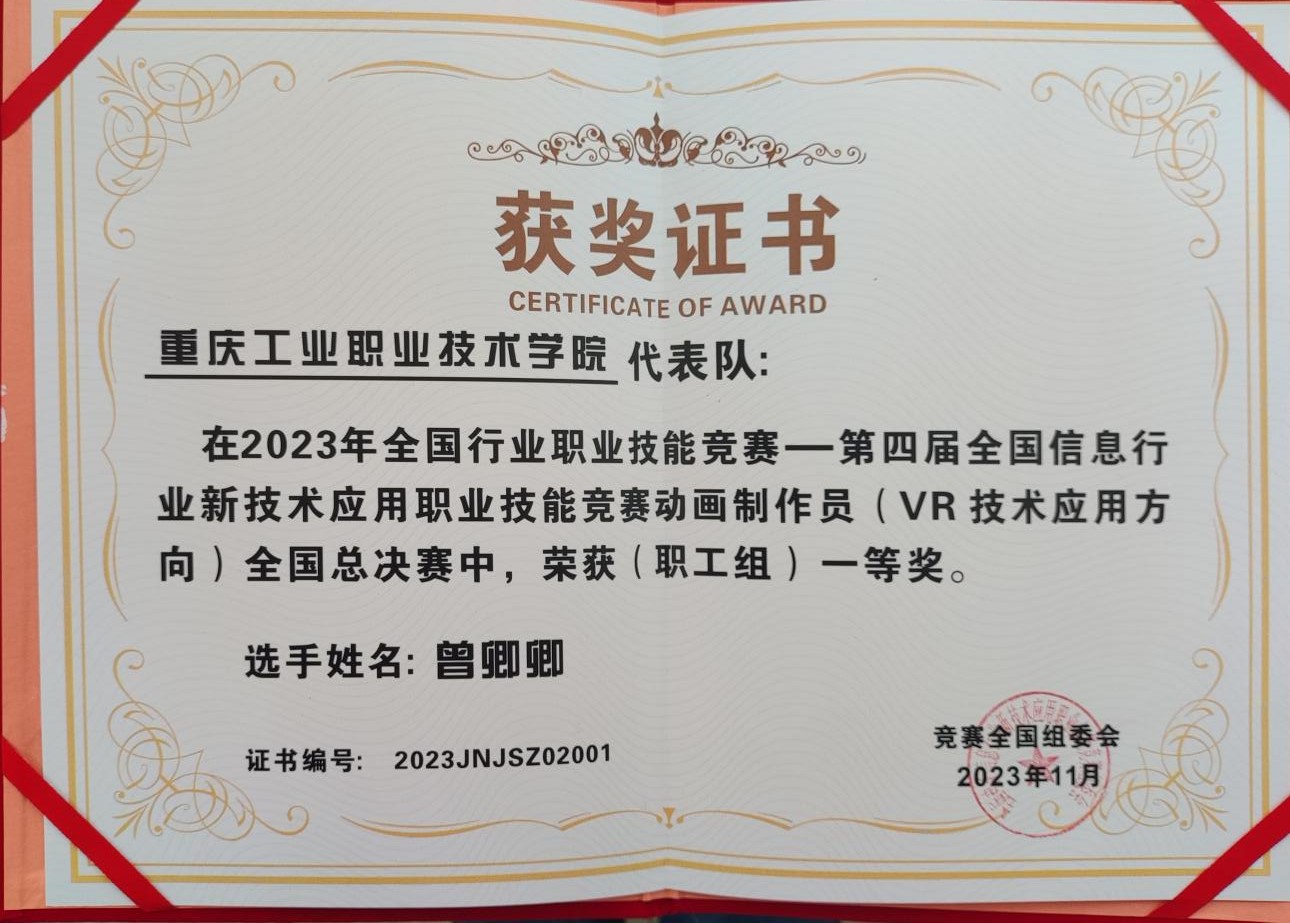 获奖证书
CERTIFICATE OF AWARD
重庆工业职业技术学院 代表队:
在2023年全国行业职业技能竞赛——第四届全国信息行
业新技术应用职业技能竞赛动画制作员（VR 技术应用方
向）全国总决赛中，荣获（职工组）一等奖。
选手姓名: 曾卿卿
证书编号: 2023JNJSZ02001
竞赛全国组委会
2023年11月